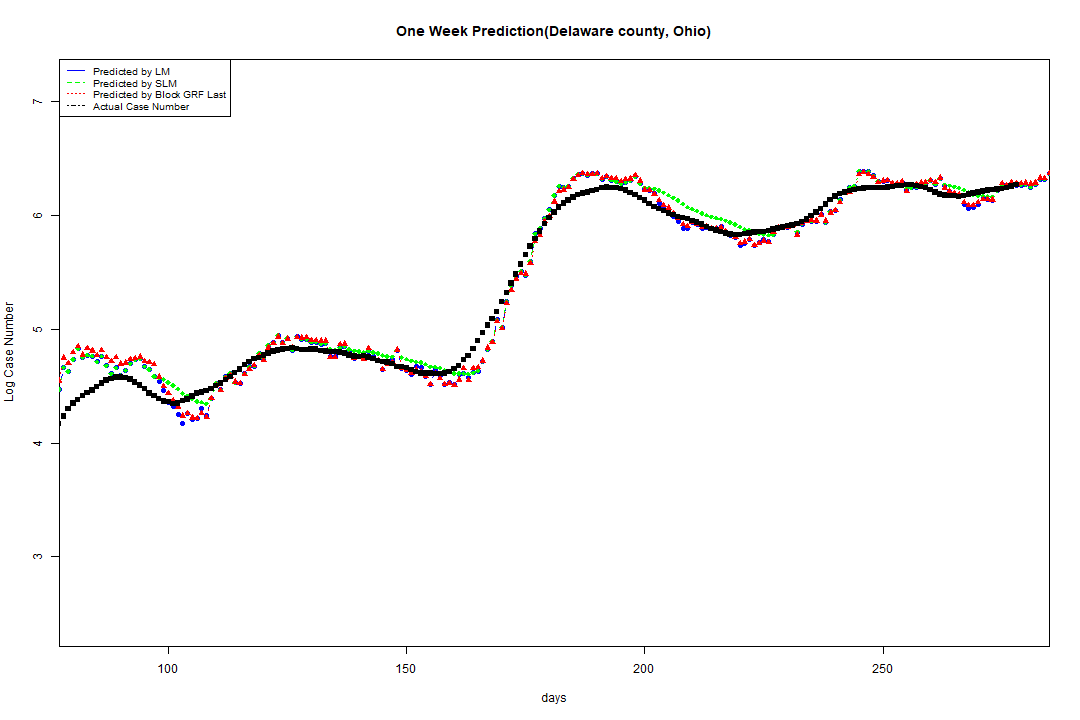 One Week Prediction(Delaware county, Ohio)
Predicted by LM
Predicted by SLM
Predicted by Block GRF Last
Actual Case Number
7
6
5
4
3
Log Case Number
100
150
200
250
days